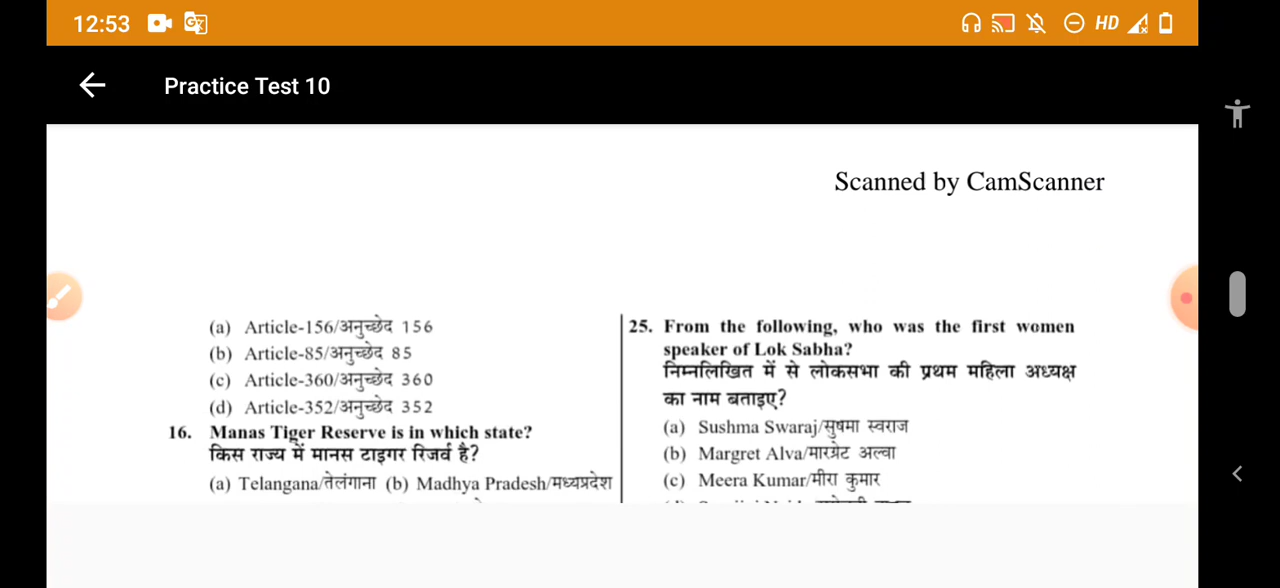 12:53
HD
Practice Test 10
Scanned by CamScanner
(a) Article-156/अनुच्छेद 156
(b) Article-85/अनुच्छेद 85
(c) Article-360/अनुच्छेद 360
(d) Article-352/अनुच्छेद 352
16. Manas Tiger Reserve is in which state?
किस राज्य में मानस टाइगर रिजर्व है?
(a) Telangana/तेलंगाना (b) Madhya Pradesh/मध्यप्रदेश
25. From the following, who was the first women
speaker of Lok Sabha?
निम्नलिखित में से लोकसभा की प्रथम महिला अध्यक्ष
का नाम बताइए?
(a) Sushma Swaraj/सुषमा स्वराज
(b) Margret Alva/मारग्रेट अल्वा
(c) Meera Kumar/मीरा कुमार